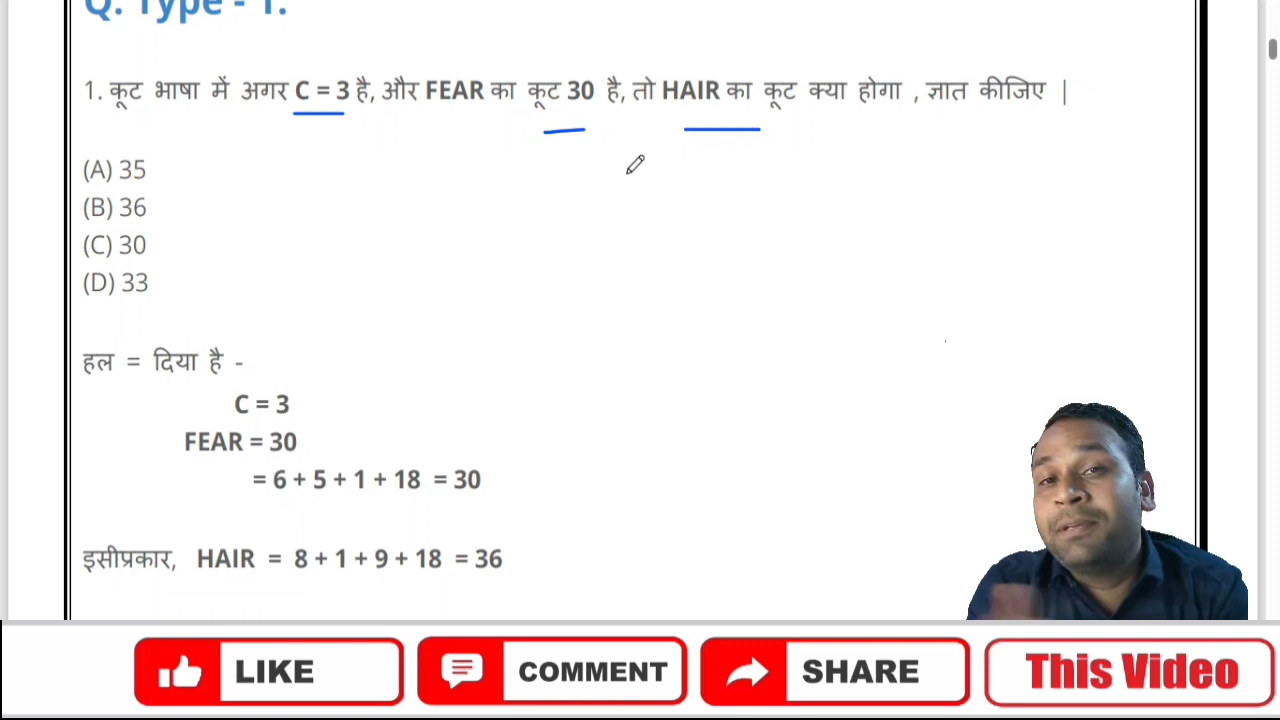 Q. Type - 1.
1. कूट भाषा में अगर C = 3 है, और FEAR का कूट 30 है, तो HAIR का कूट क्या होगा , ज्ञात कीजिए |
(A) 35
(B) 36
(C) 30
(D) 33
हल = दिया है -
C = 3
FEAR = 30
= 6 + 5 + 1 + 18 = 30
इसीप्रकार, HAIR = 8 + 1 + 9 + 18 = 36
LIKE COMMENT SHARE This Video